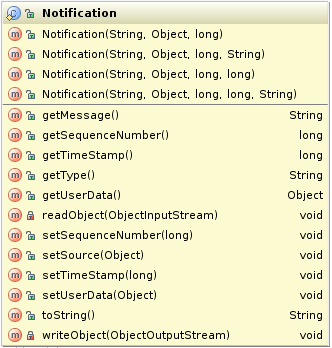 Notification
m Notification(String, Object, long)
m Notification(String, Object, long, String)
m Notification(String, Object, long, long)
m Notification(String, Object, long, long, String)
m getMessage() String
m getSequenceNumber() long
m getTimeStamp() long
m getType() String
m getUserData() Object
m readObject(ObjectInputStream) void
m setSequenceNumber(long) void
m setSource(Object) void
m setTimeStamp(long) void
m setUserData(Object) void
m toString() String
m writeObject(ObjectOutputStream) void